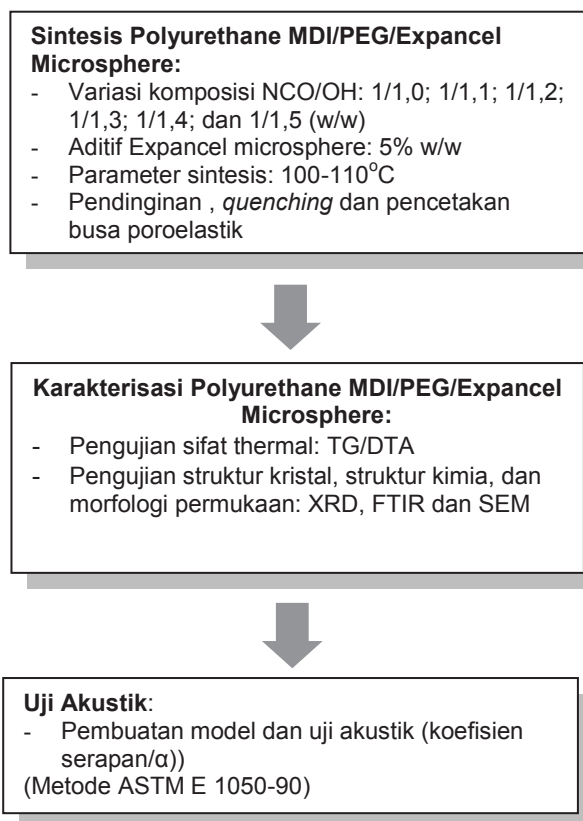 Sintesis Polyurethane MDI/PEG/Expancel
Microsphere:
- Variasi komposisi NCO/OH: 1/1,0; 1/1,1; 1/1,2;
1/1,3; 1/1,4; dan 1/1,5 (w/w)
- Aditif Expancel microsphere: 5% w/w
- Parameter sintesis: 100-110°C
- Pendinginan , quenching dan pencetakan
busa poroelastik
Karakterisasi Polyurethane MDI/PEG/Expancel
Microsphere:
- Pengujian sifat thermal: TG/DTA
- Pengujian struktur kristal, struktur kimia, dan
morfologi permukaan: XRD, FTIR dan SEM
Uji Akustik:
- Pembuatan model dan uji akustik (koefisien
serapan/α))
(Metode ASTM E 1050-90)